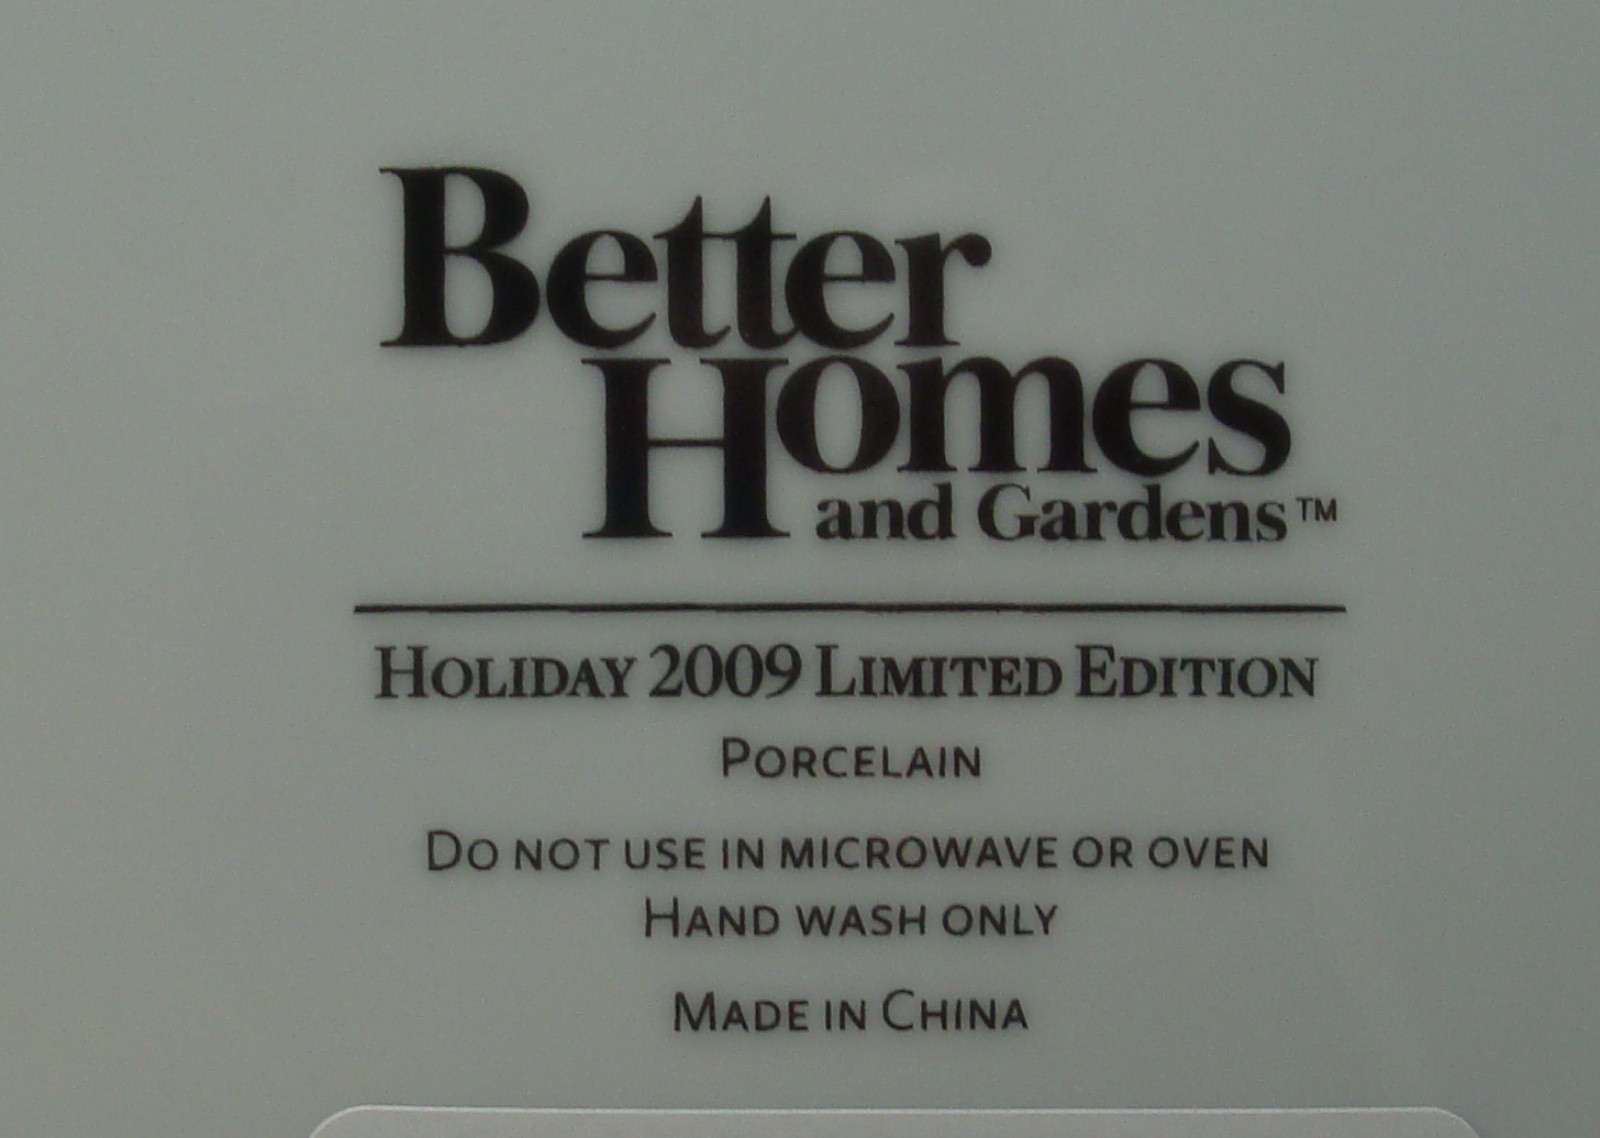 Better
Homes
and Gardens™
HOLIDAY 2009 LIMITED EDITION
PORCELAIN
DO NOT USE IN MICROWAVE OR OVEN
HAND WASH ONLY
MADE IN CHINA